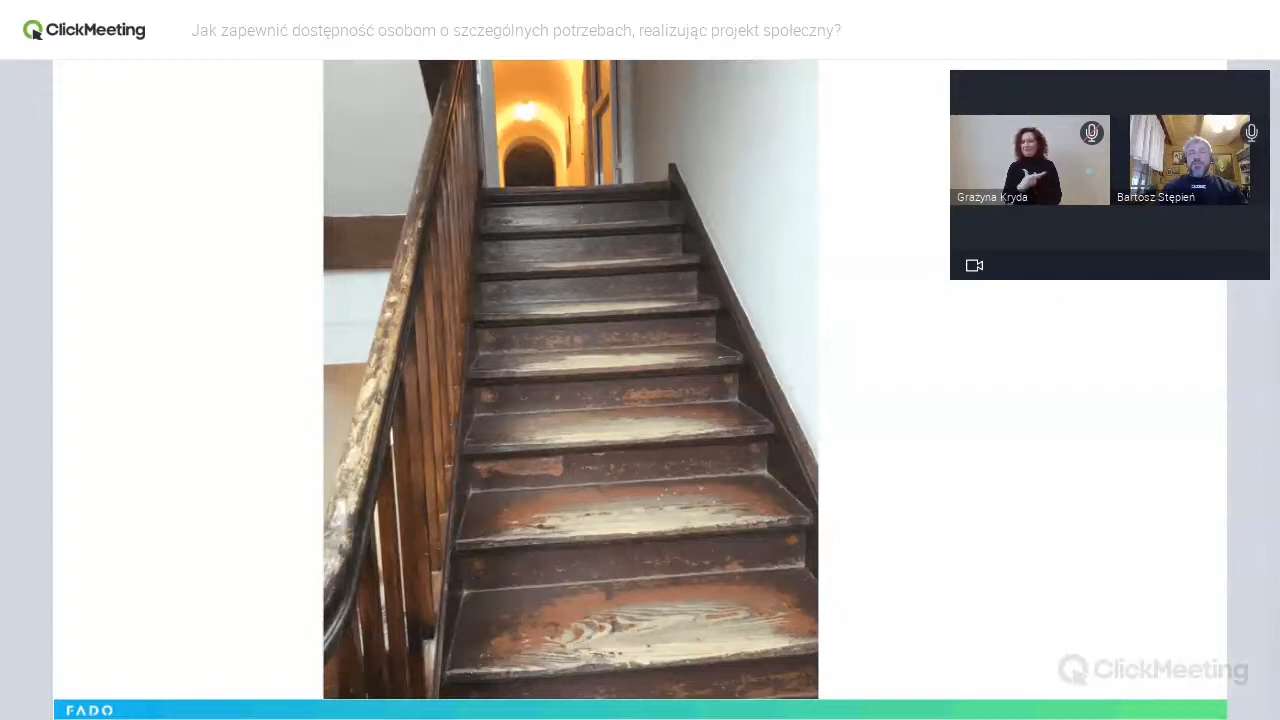 ClickMeeting
Jak zapewnić dostępność osobom o szczególnych potrzebach, realizując projekt społeczny?
Grażyna Kryda
Bartosz Stępień
ClickMeeting
FADO